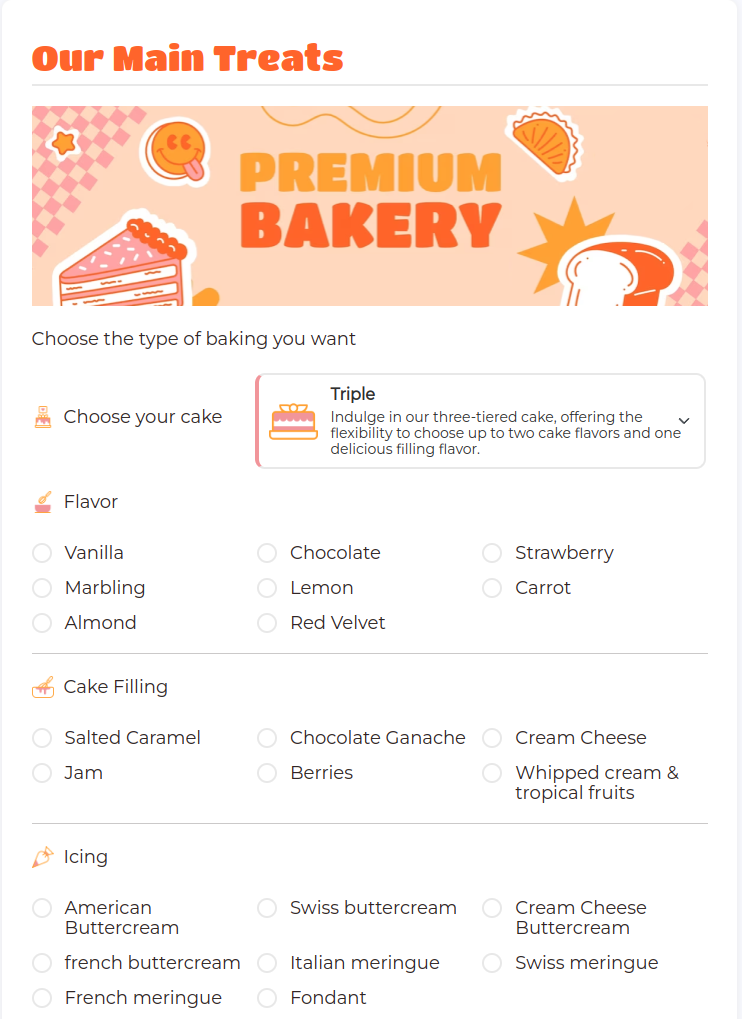 Our Main Treats
PREMIUM
BAKERY
Choose the type of baking you want
Choose your cake
Triple
Indulge in our three-tiered cake, offering the
flexibility to choose up to two cake flavors and one
delicious filling flavor.
Flavor
Vanilla
Chocolate
Strawberry
Marbling
Lemon
Carrot
Almond
Red Velvet
Cake Filling
Salted Caramel
Chocolate Ganache
Cream Cheese
Jam
Berries
Whipped cream &
tropical fruits
Icing
American
Buttercream
Swiss buttercream
Cream Cheese
Buttercream
french buttercream
Italian meringue
Swiss meringue
French meringue
Fondant